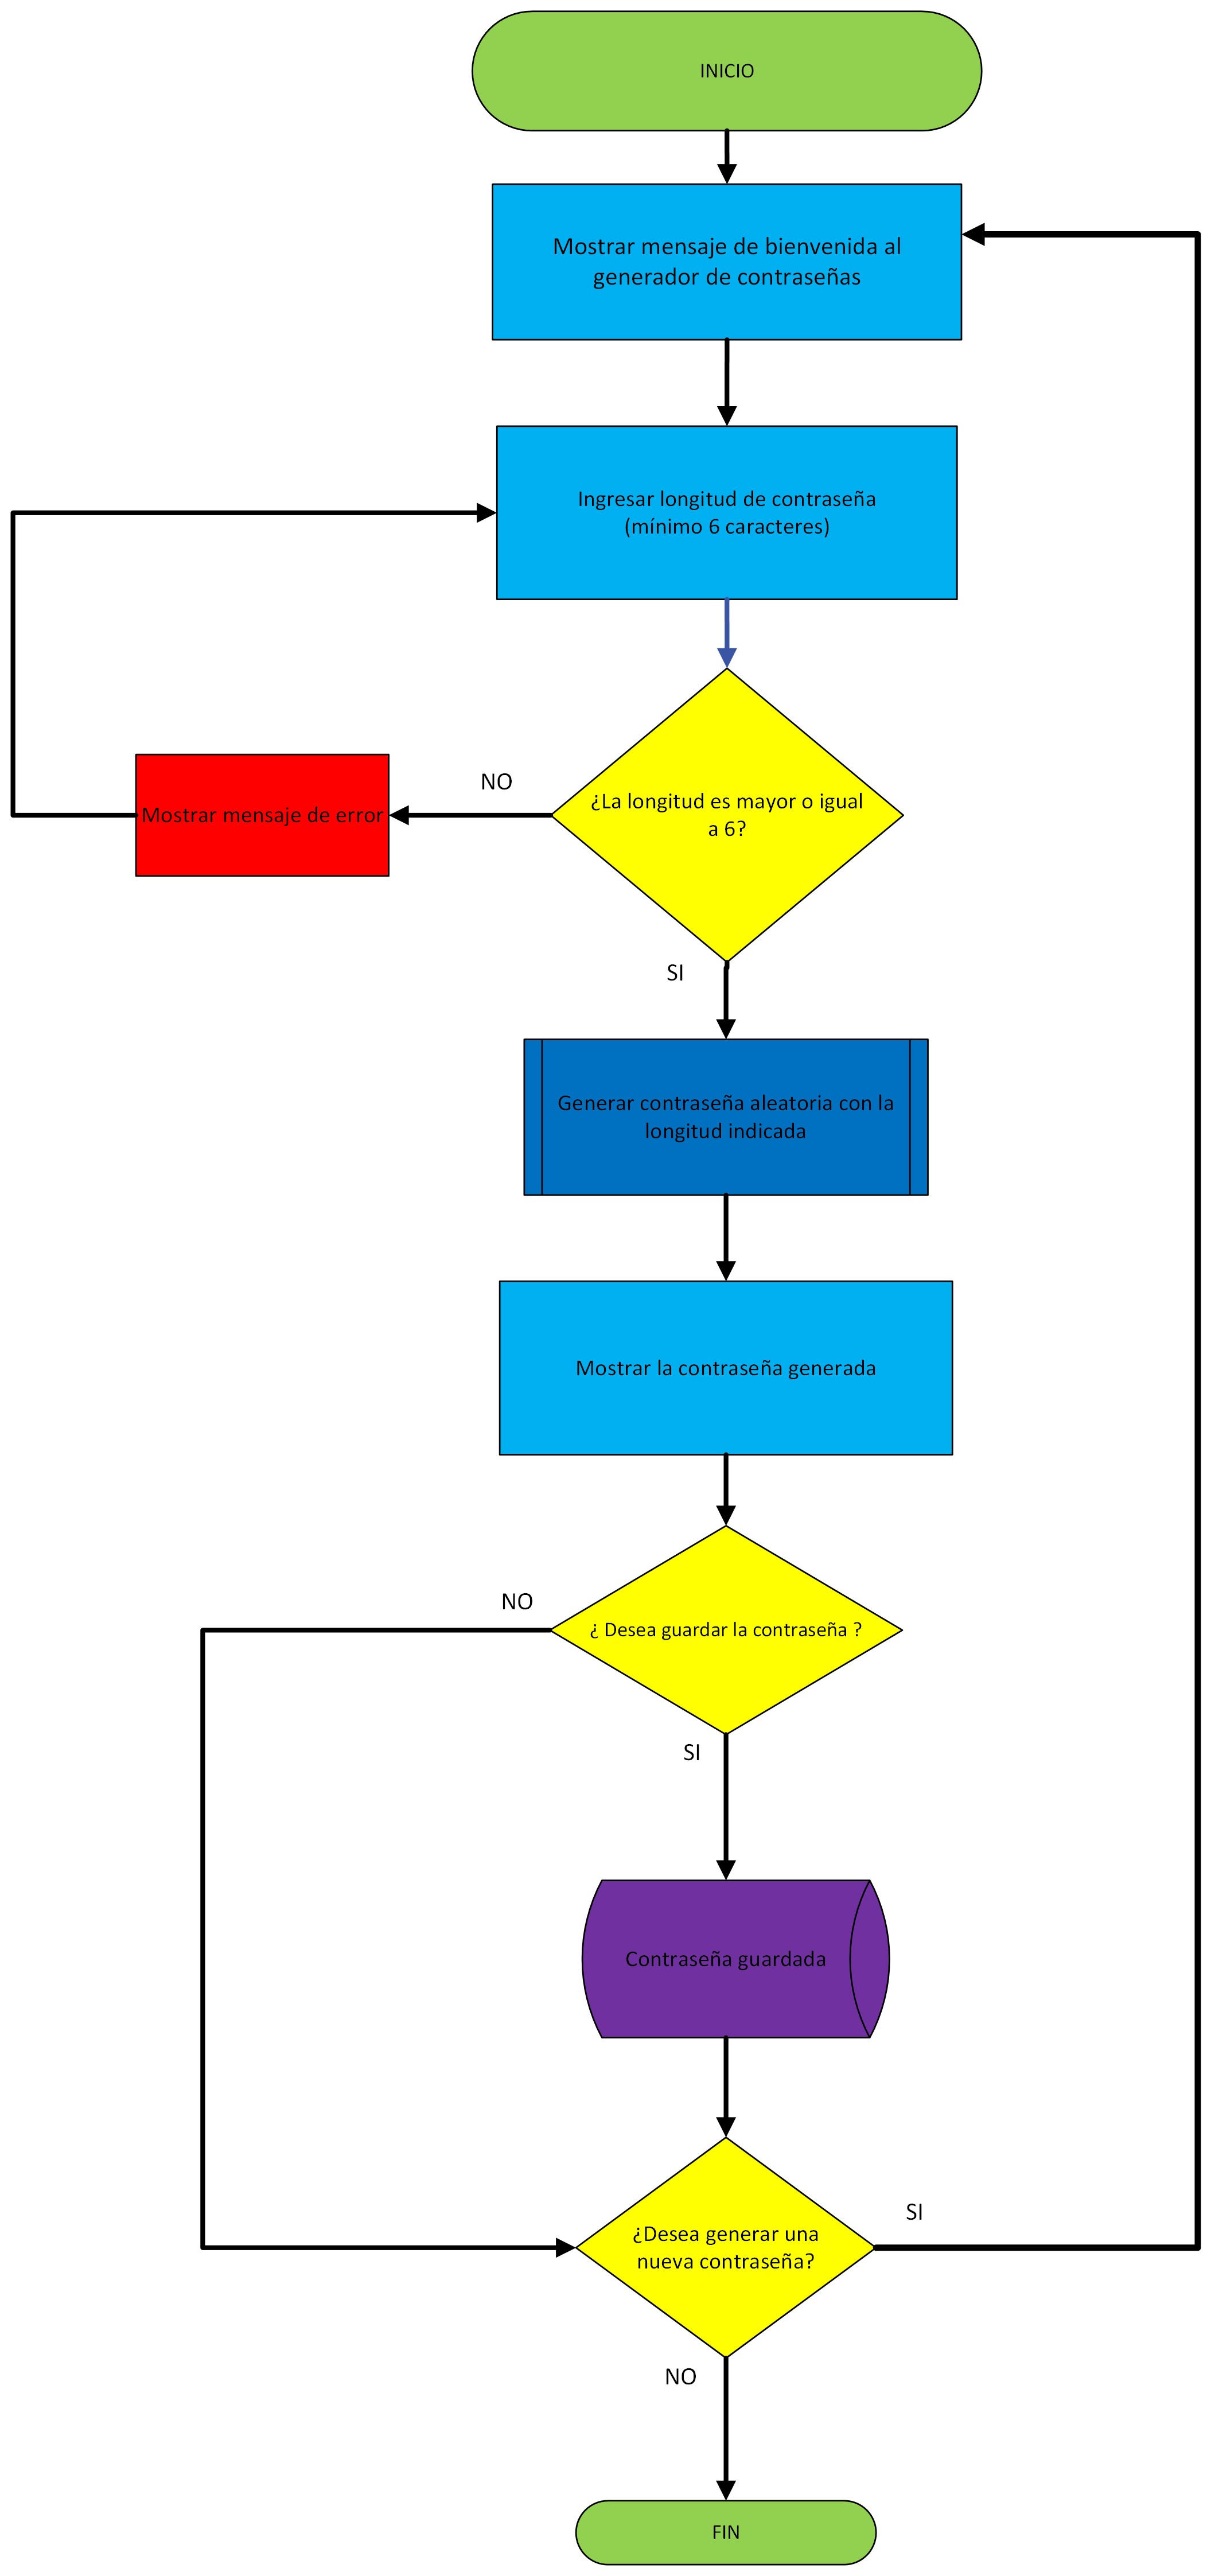 INICIO
Mostrar mensaje de bienvenida al
generador de contraseñas
Ingresar longitud de contraseña
(mínimo 6 caracteres)
¿La longitud es mayor o igual
a 6?
NO
Mostrar mensaje de error
SI
Generar contraseña aleatoria con la
longitud indicada
Mostrar la contraseña generada
NO
¿ Desea guardar la contraseña ?
SI
Contraseña guardada
¿Desea generar una
nueva contraseña?
SI
NO
FIN